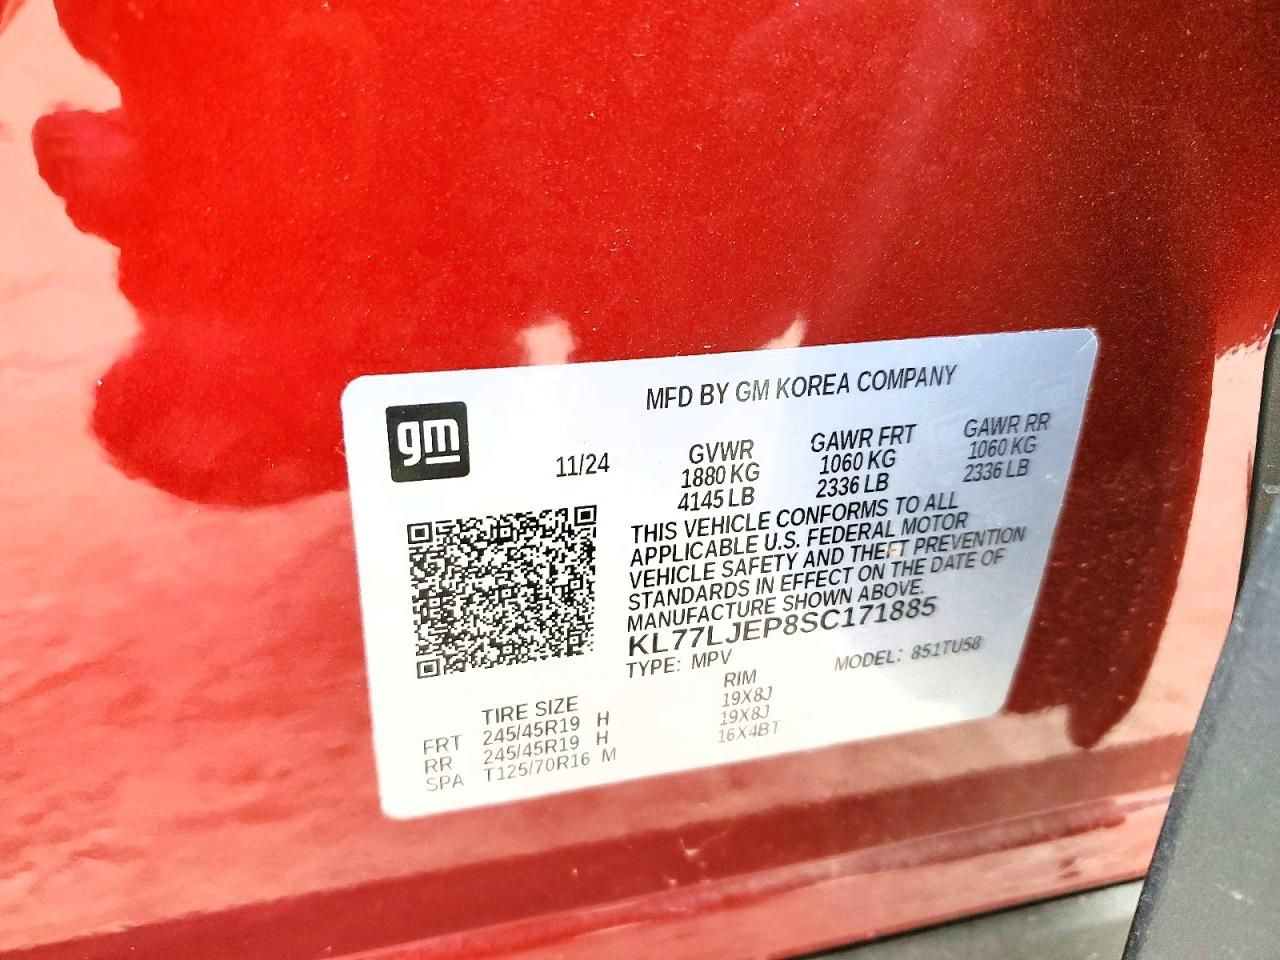 gm
MFD BY GM KOREA COMPANY
11/24
GVWR GAWR FRT GAWR RR
1880 KG 1060 KG 1060 KG
4145 LB 2336 LB 2336 LB
THIS VEHICLE CONFORMS TO ALL
APPLICABLE U.S. FEDERAL MOTOR
VEHICLE SAFETY AND THEFT PREVENTION
STANDARDS IN EFFECT ON THE DATE OF
MANUFACTURE SHOWN ABOVE.
KL77LJEP8SC171885
TYPE: MPV MODEL: 851TU58
TIRE SIZE RIM
FRT 245/45R19 H 19X8J
RR 245/45R19 H 19X8J
SPA T125/70R16 M 16X4BT